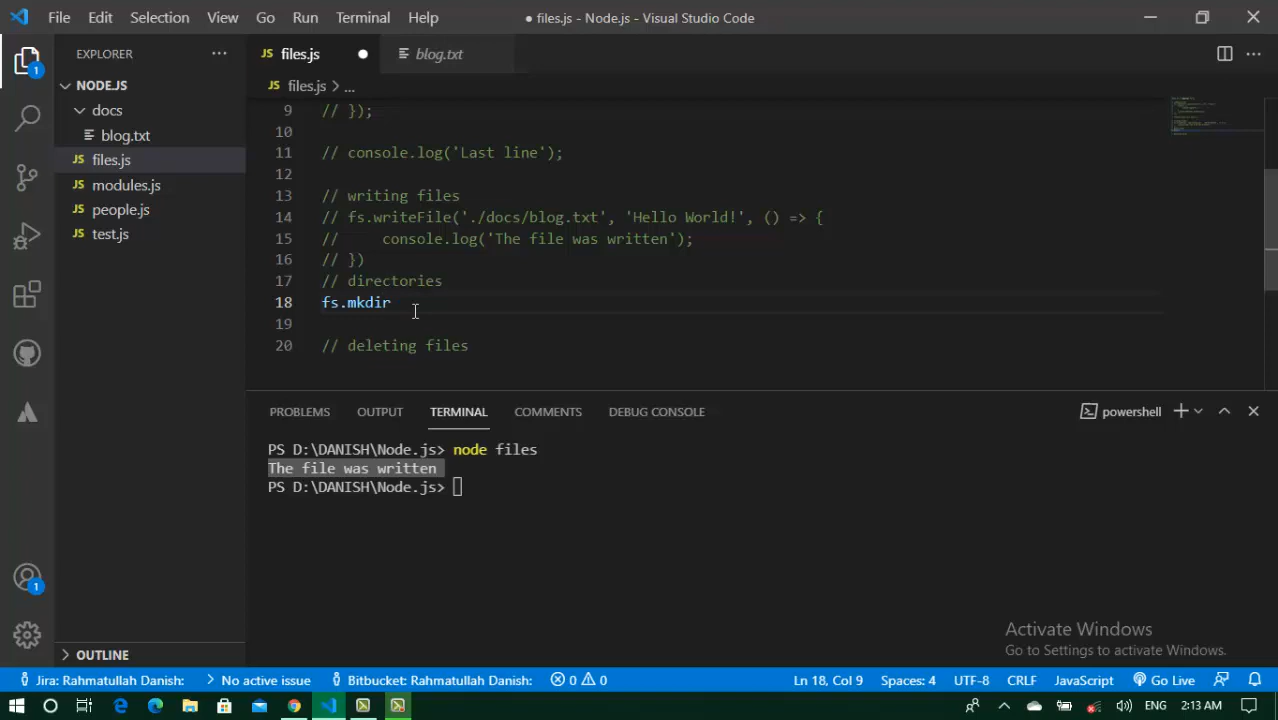 File Edit Selection View Go Run Terminal Help
● files.js - Node.js - Visual Studio Code
EXPLORER
NODE.JS
docs
blog.txt
JS files.js
JS modules.js
JS people.js
JS test.js
OUTLINE
JS files.js ●
blog.txt
JS files.js > ...
9 // });
10
11 // console.log('Last line');
12
13 // writing files
14 // fs.writeFile('./docs/blog.txt', 'Hello World!', () => {
15 //     console.log('The file was written');
16 // })
17 // directories
18 fs.mkdir
19
20 // deleting files
PROBLEMS OUTPUT TERMINAL COMMENTS DEBUG CONSOLE
powershell
PS D:\DANISH\Node.js> node files
The file was written
PS D:\DANISH\Node.js>
Activate Windows
Go to Settings to activate Windows.
1
1
Jira: Rahmatullah Danish: No active issue Bitbucket: Rahmatullah Danish: 0 0 Ln 18, Col 9 Spaces: 4 UTF-8 CRLF JavaScript Go Live
ENG 2:13 AM